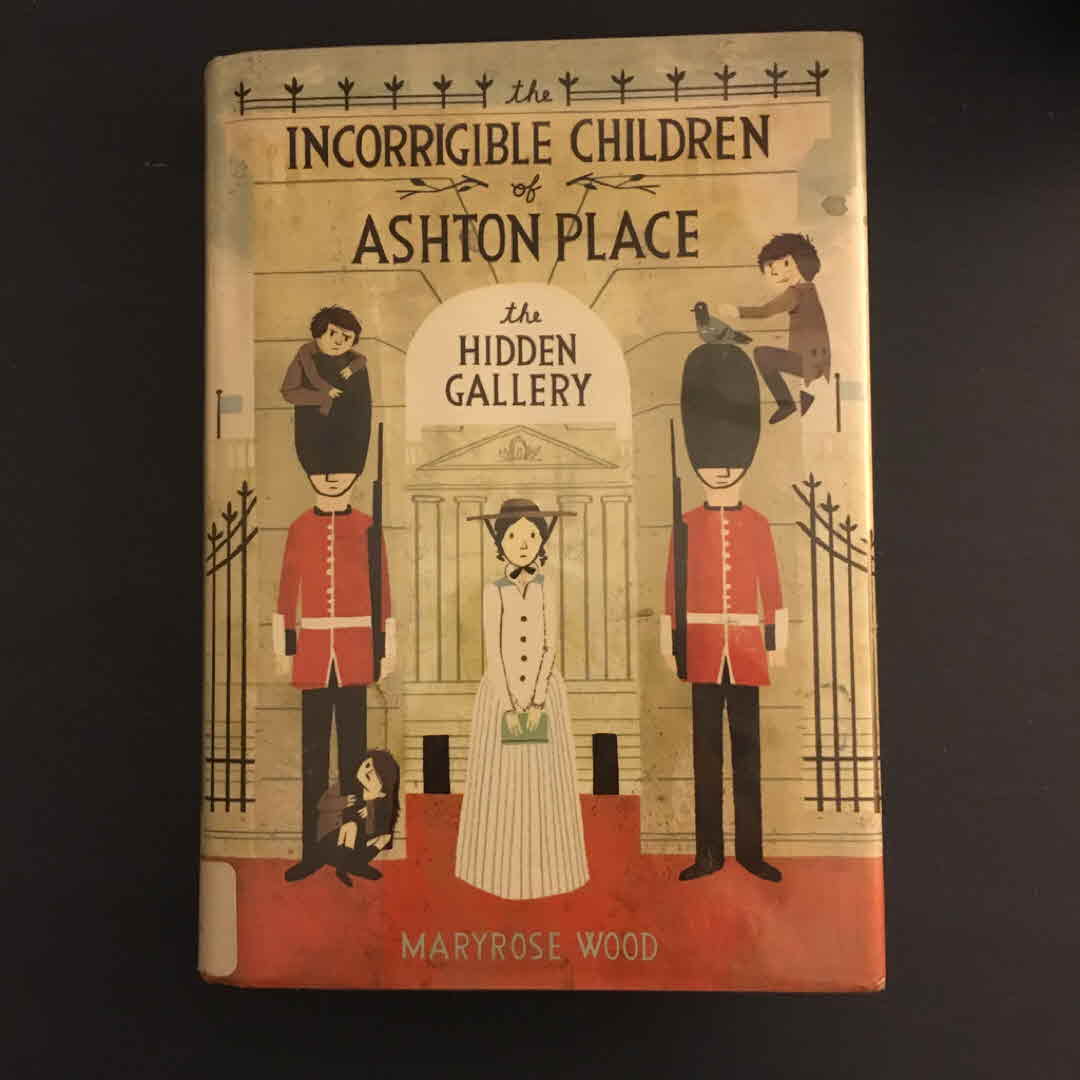 the
INCORRIGIBLE CHILDREN
of
ASHTON PLACE
the
HIDDEN
GALLERY
MARYROSE WOOD